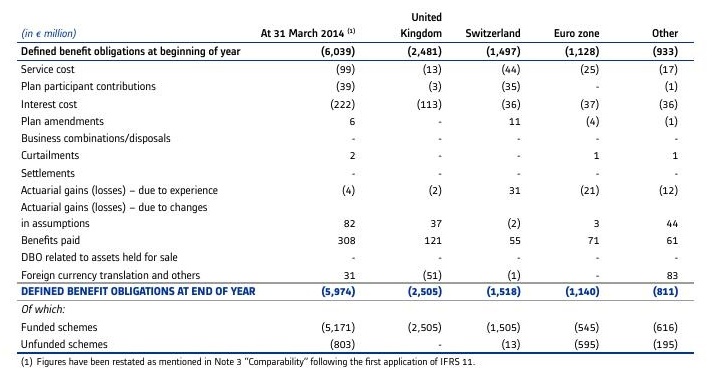 United
(in € million) At 31 March 2014 (1) Kingdom Switzerland Euro zone Other
Defined benefit obligations at beginning of year (6,039) (2,481) (1,497) (1,128) (933)
Service cost (99) (13) (44) (25) (17)
Plan participant contributions (39) (3) (35) - (1)
Interest cost (222) (113) (36) (37) (36)
Plan amendments 6 - 11 (4) (1)
Business combinations/disposals - - - - -
Curtailments 2 - - 1 1
Settlements - - - - -
Actuarial gains (losses) – due to experience (4) (2) 31 (21) (12)
Actuarial gains (losses) – due to changes
in assumptions 82 37 (2) 3 44
Benefits paid 308 121 55 71 61
DBO related to assets held for sale - - - - -
Foreign currency translation and others 31 (51) (1) - 83
DEFINED BENEFIT OBLIGATIONS AT END OF YEAR (5,974) (2,505) (1,518) (1,140) (811)
Of which:
Funded schemes (5,171) (2,505) (1,505) (545) (616)
Unfunded schemes (803) - (13) (595) (195)
(1) Figures have been restated as mentioned in Note 3 "Comparability" following the first application of IFRS 11.